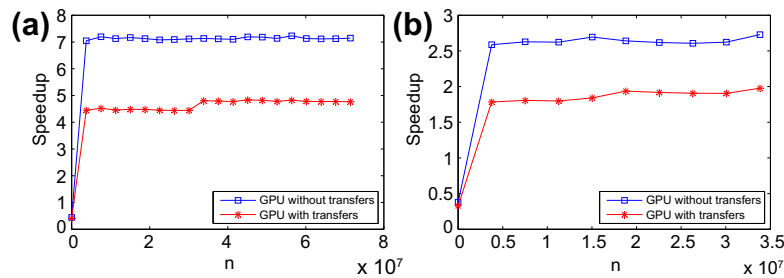 (a)
Speedup
8
7
6
5
4
3
2
1
0
0 2 4 6 8
n
x 10^7
GPU without transfers
GPU with transfers
(b)
Speedup
3
2.5
2
1.5
1
0.5
0
0 0.5 1 1.5 2 2.5 3 3.5
n
x 10^7
GPU without transfers
GPU with transfers